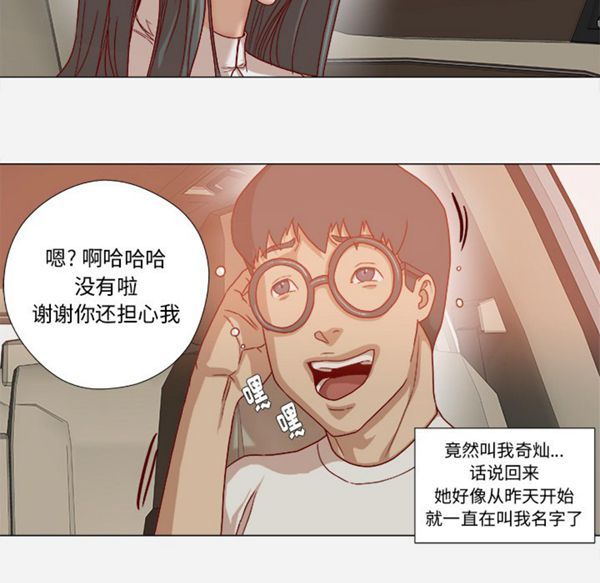 嗯? 啊哈哈哈
没有啦
谢谢你还担心我
嘿
嘿
竟然叫我奇灿...
话说回来
她好像从昨天开始
就一直在叫我名字了